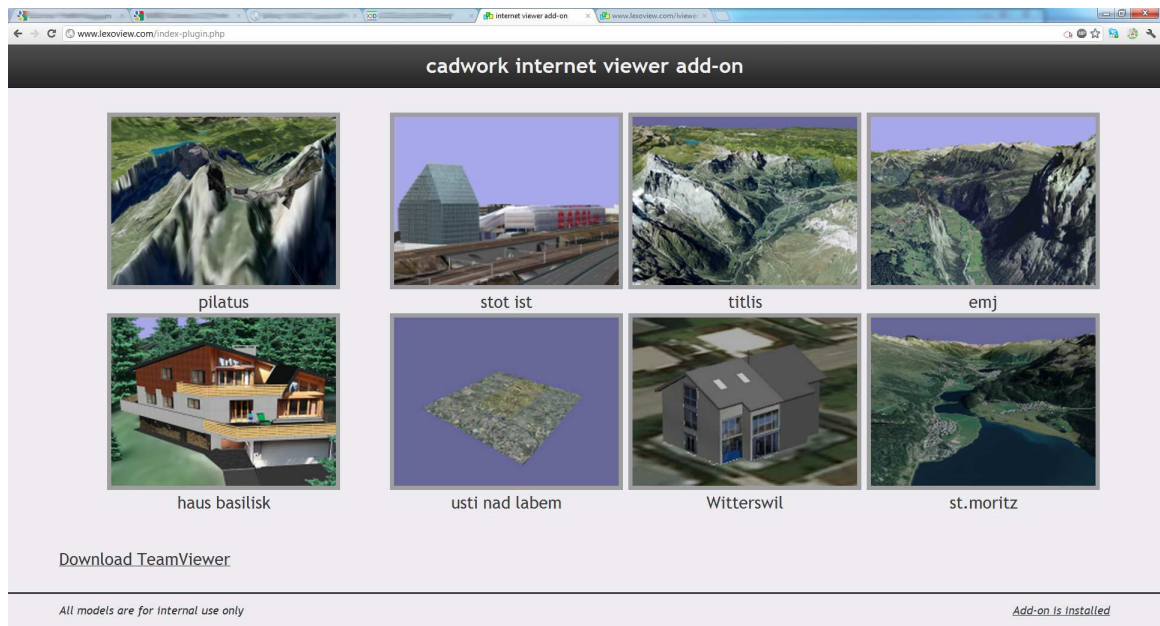 internet viewer add-on
www.lexoview.com/iviewe
www.lexoview.com/index-plugin.php
cadwork internet viewer add-on
pilatus
stot ist
titlis
emj
haus basilisk
usti nad labem
Witterswil
st.moritz
Download TeamViewer
All models are for internal use only
Add-on is installed